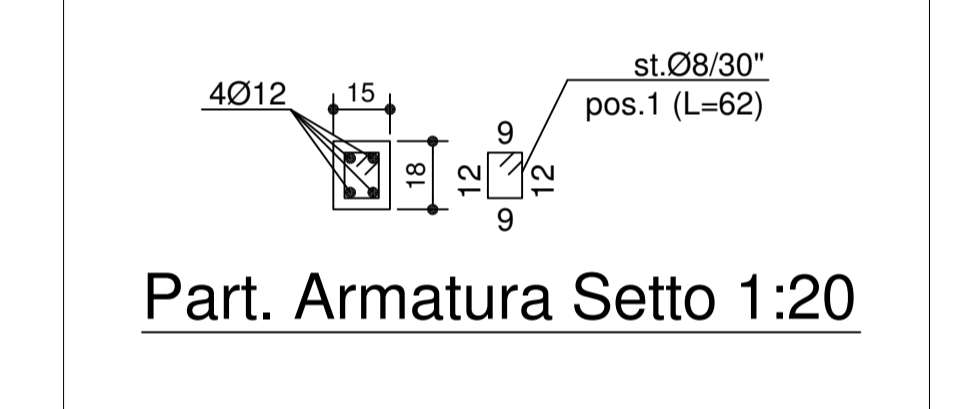 st.Ø8/30"
pos.1 (L=62)
4Ø12
15
18
9
12
12
9
Part. Armatura Setto 1:20